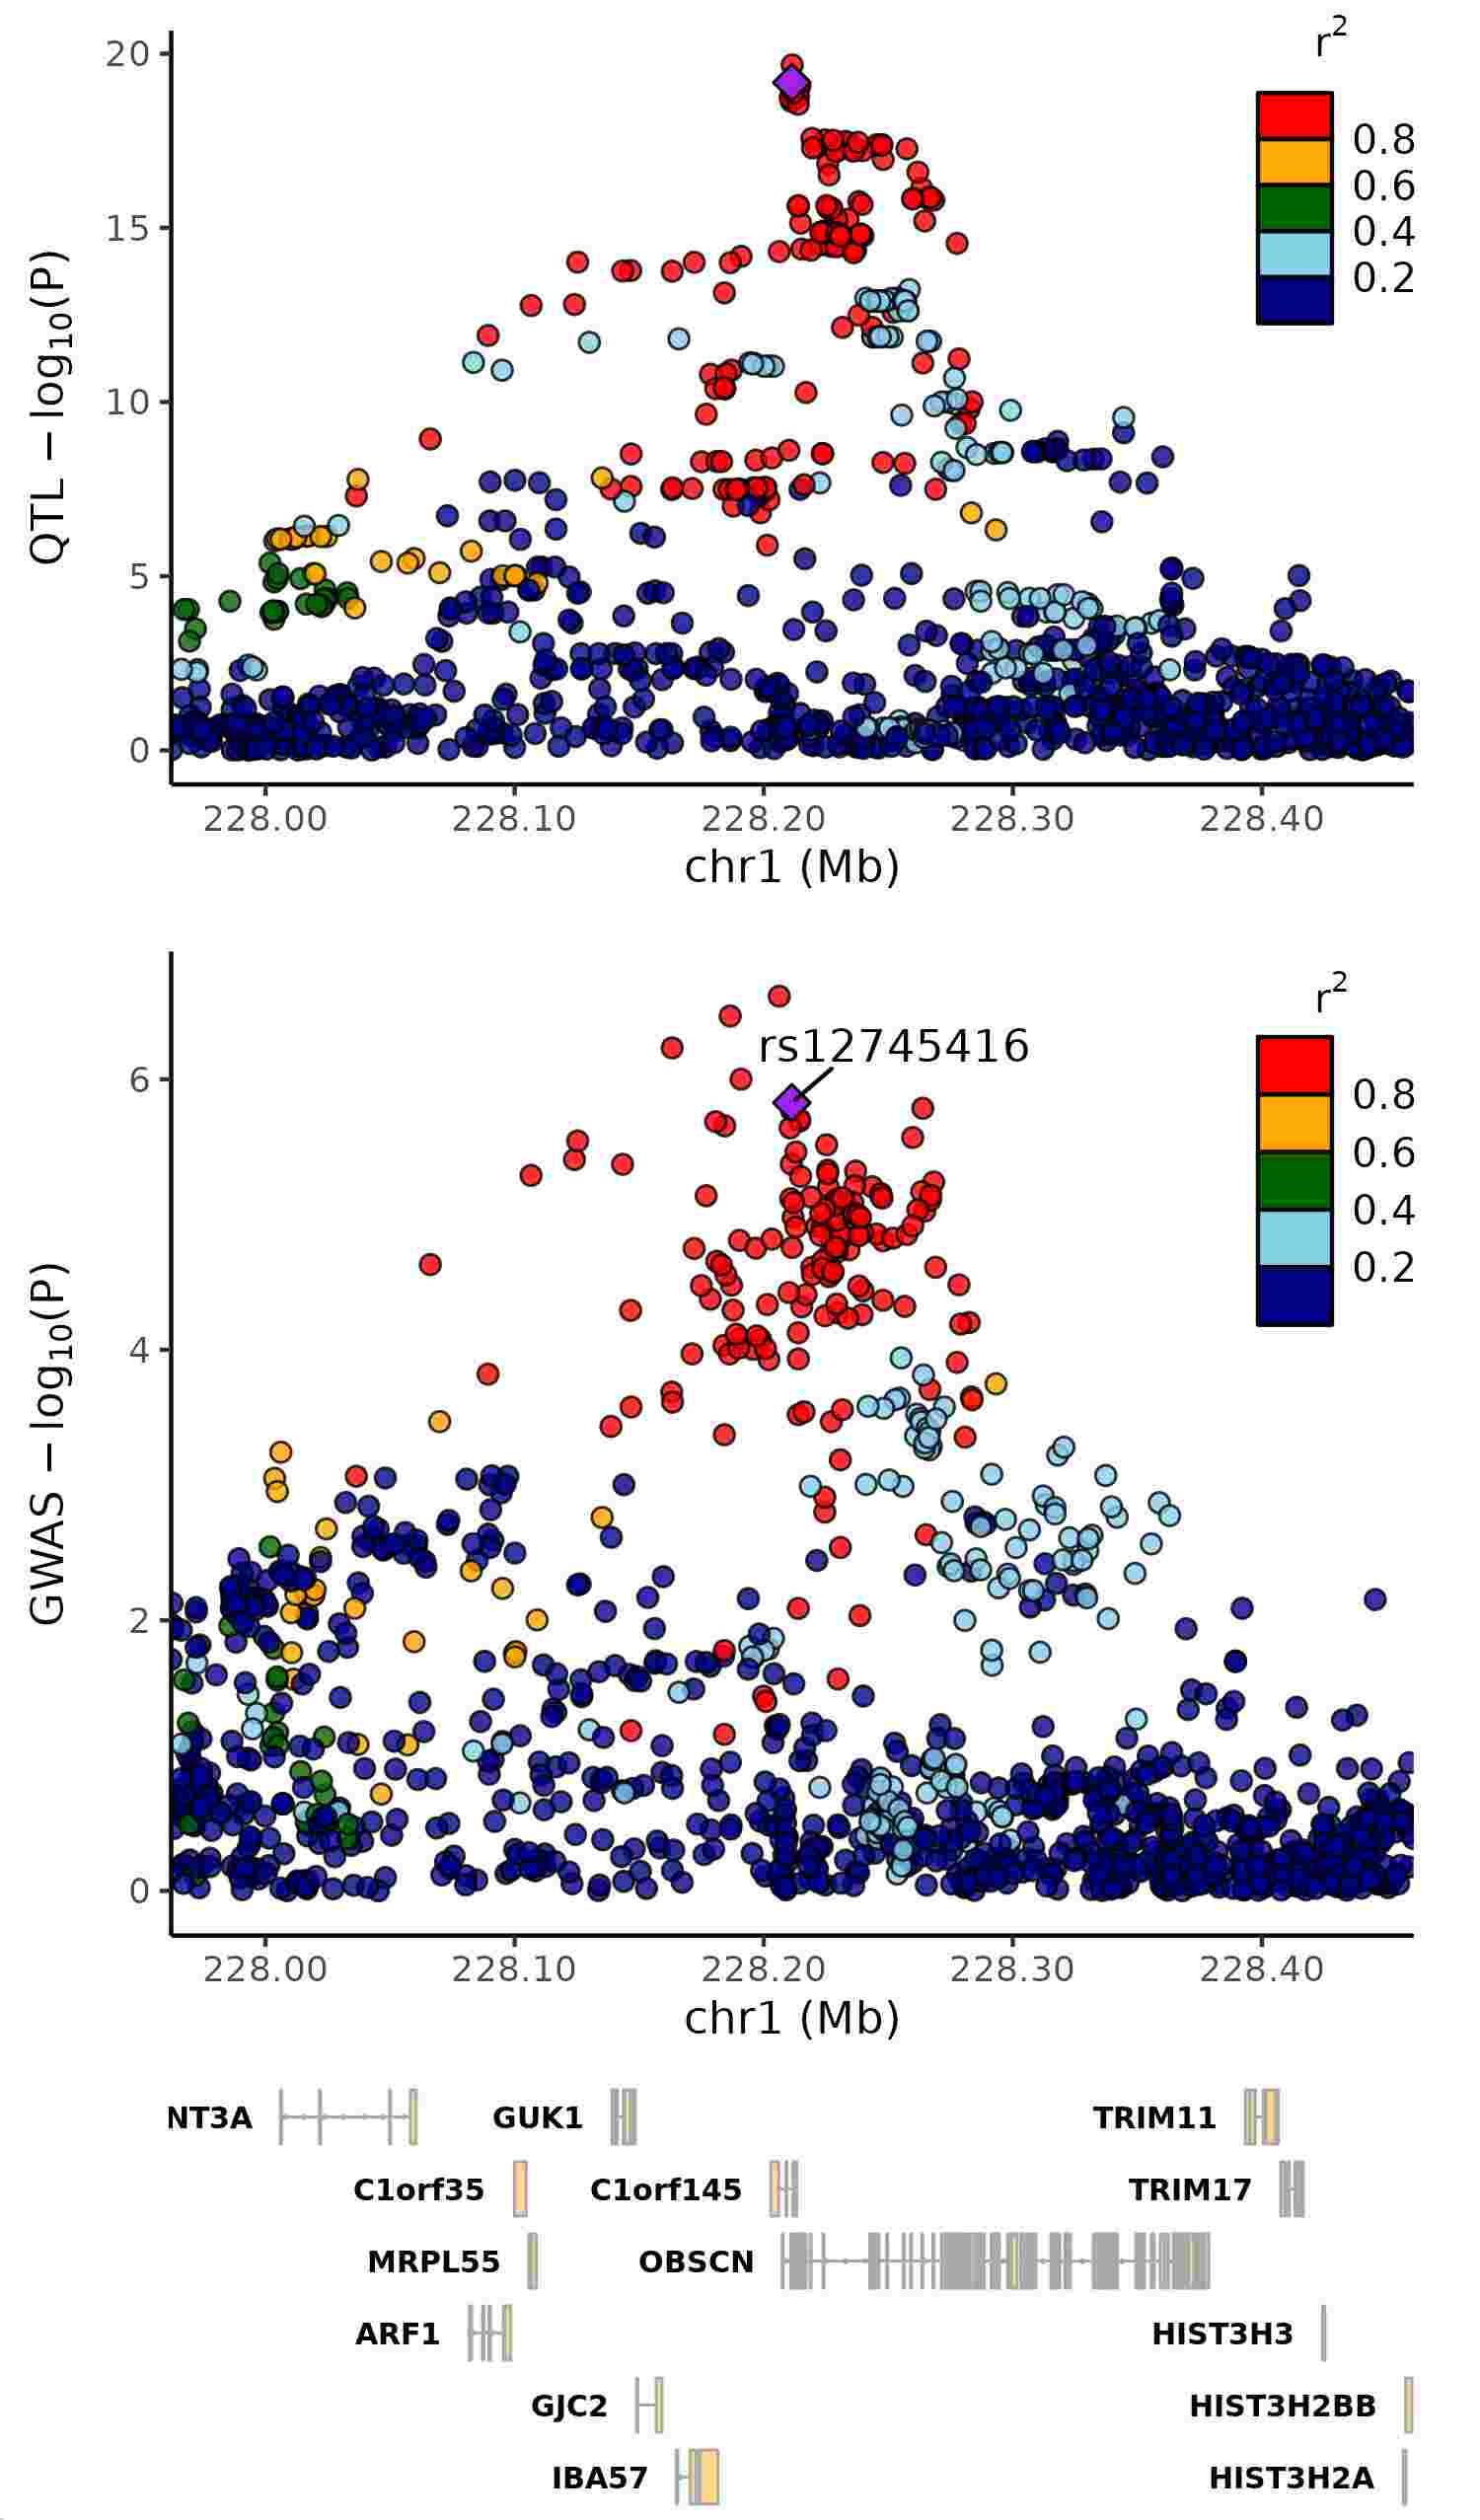 r²
20
15
10
5
0
QTL − log₁₀(P)
0.8
0.6
0.4
0.2
228.00 228.10 228.20 228.30 228.40
chr1 (Mb)
r²
rs12745416
6
4
2
0
GWAS − log₁₀(P)
0.8
0.6
0.4
0.2
228.00 228.10 228.20 228.30 228.40
chr1 (Mb)
NT3A GUK1 TRIM11
C1orf35 C1orf145 TRIM17
MRPL55 OBSCN
ARF1 HIST3H3
GJC2 HIST3H2BB
IBA57 HIST3H2A